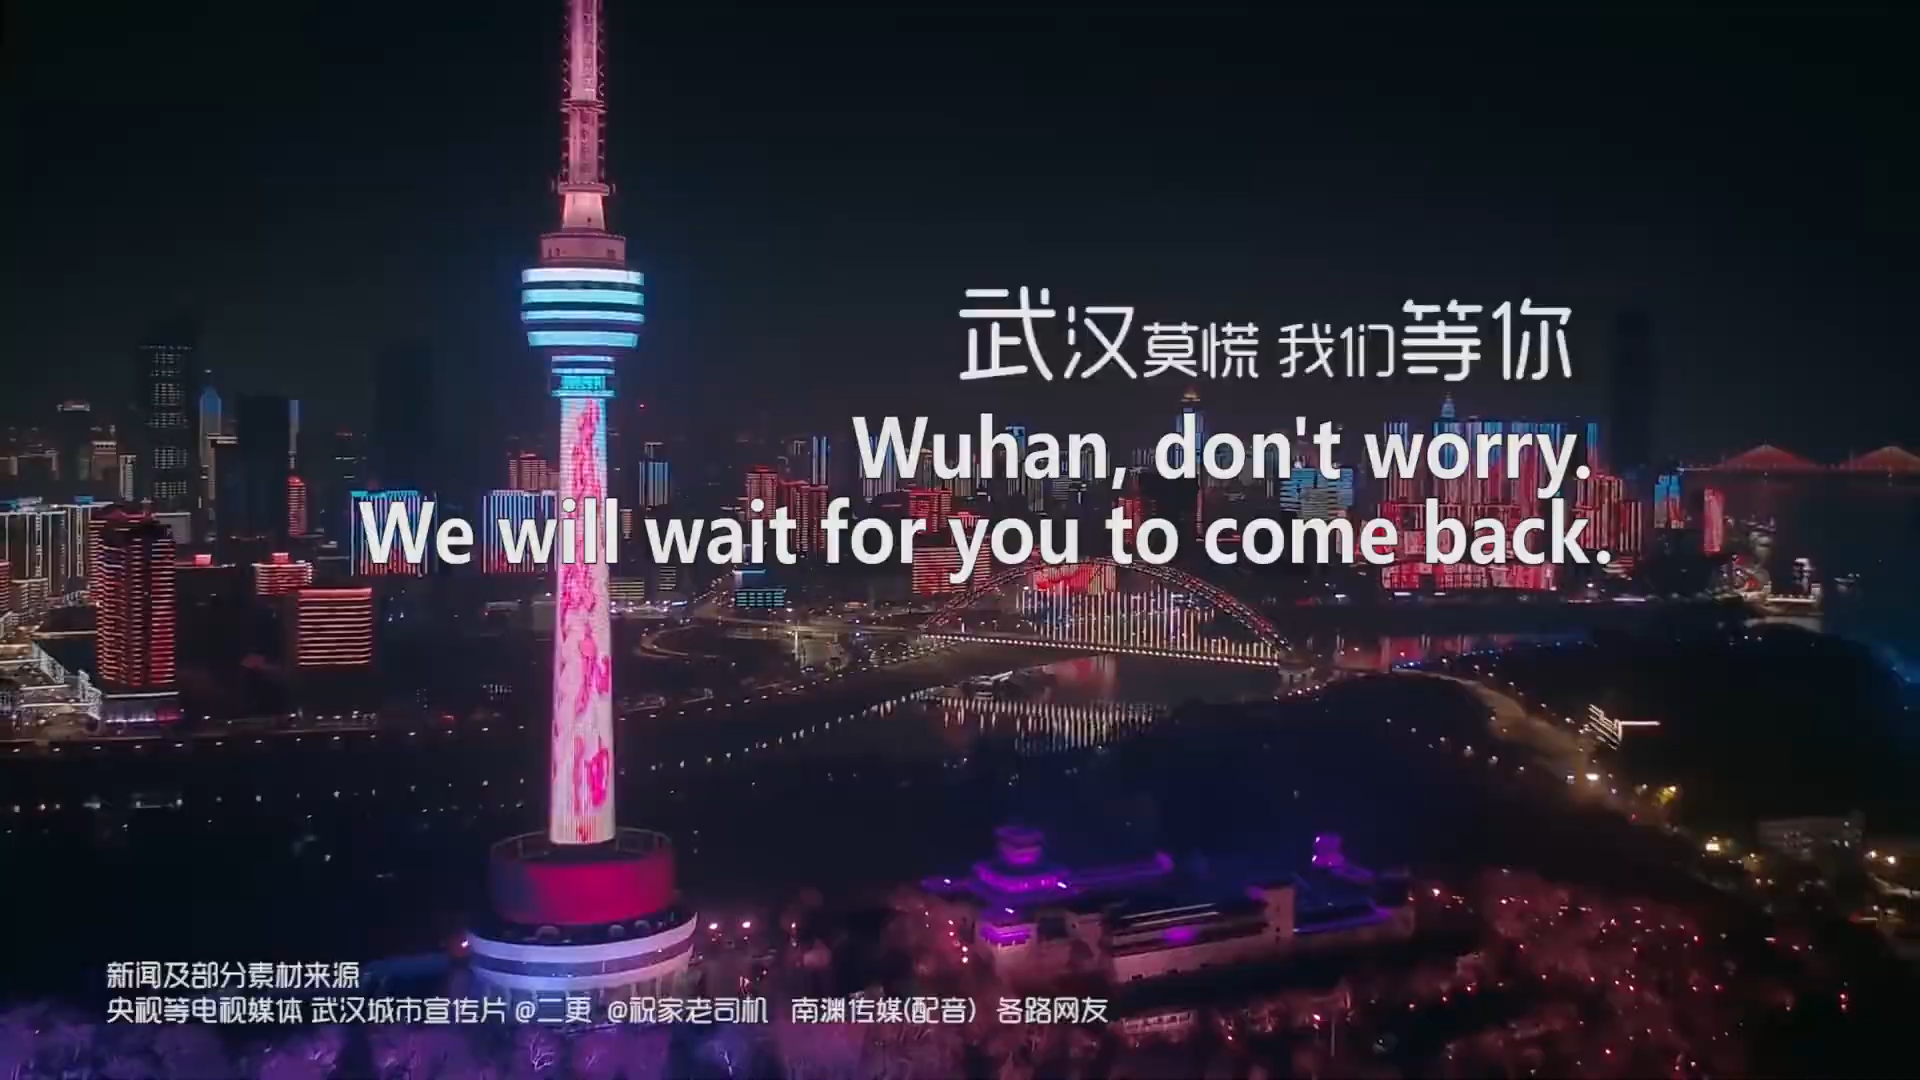 武汉莫慌 我们等你
Wuhan, don't worry.
We will wait for you to come back.
新闻及部分素材来源
央视等电视媒体 武汉城市宣传片 @二更 @祝家老司机 南渊传媒(配音) 各路网友